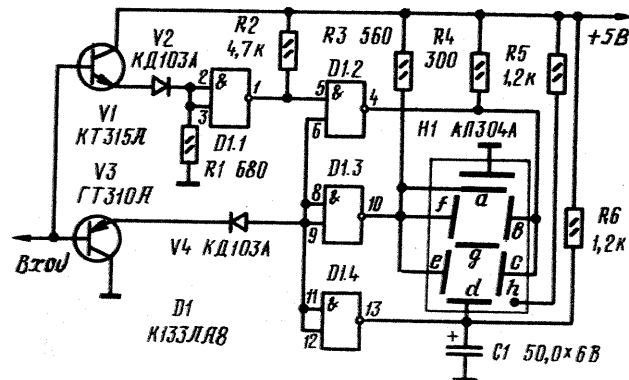 V2
КД103А
R2
4,7к
R3 560
R4
300
R5
1,2к
+5В
V1
КТ315А
2
3
&
1
D1.1
R1 680
D1.2
5
&
6
4
H1 АЛ304А
V3
ГТ310А
Вход
V4 КД103А
D1.3
8
&
9
10
a
f
в
g
e
c
d
h
R6
1,2к
D1
К133ЛА8
D1.4
11
&
12
13
+
C1 50,0×6В